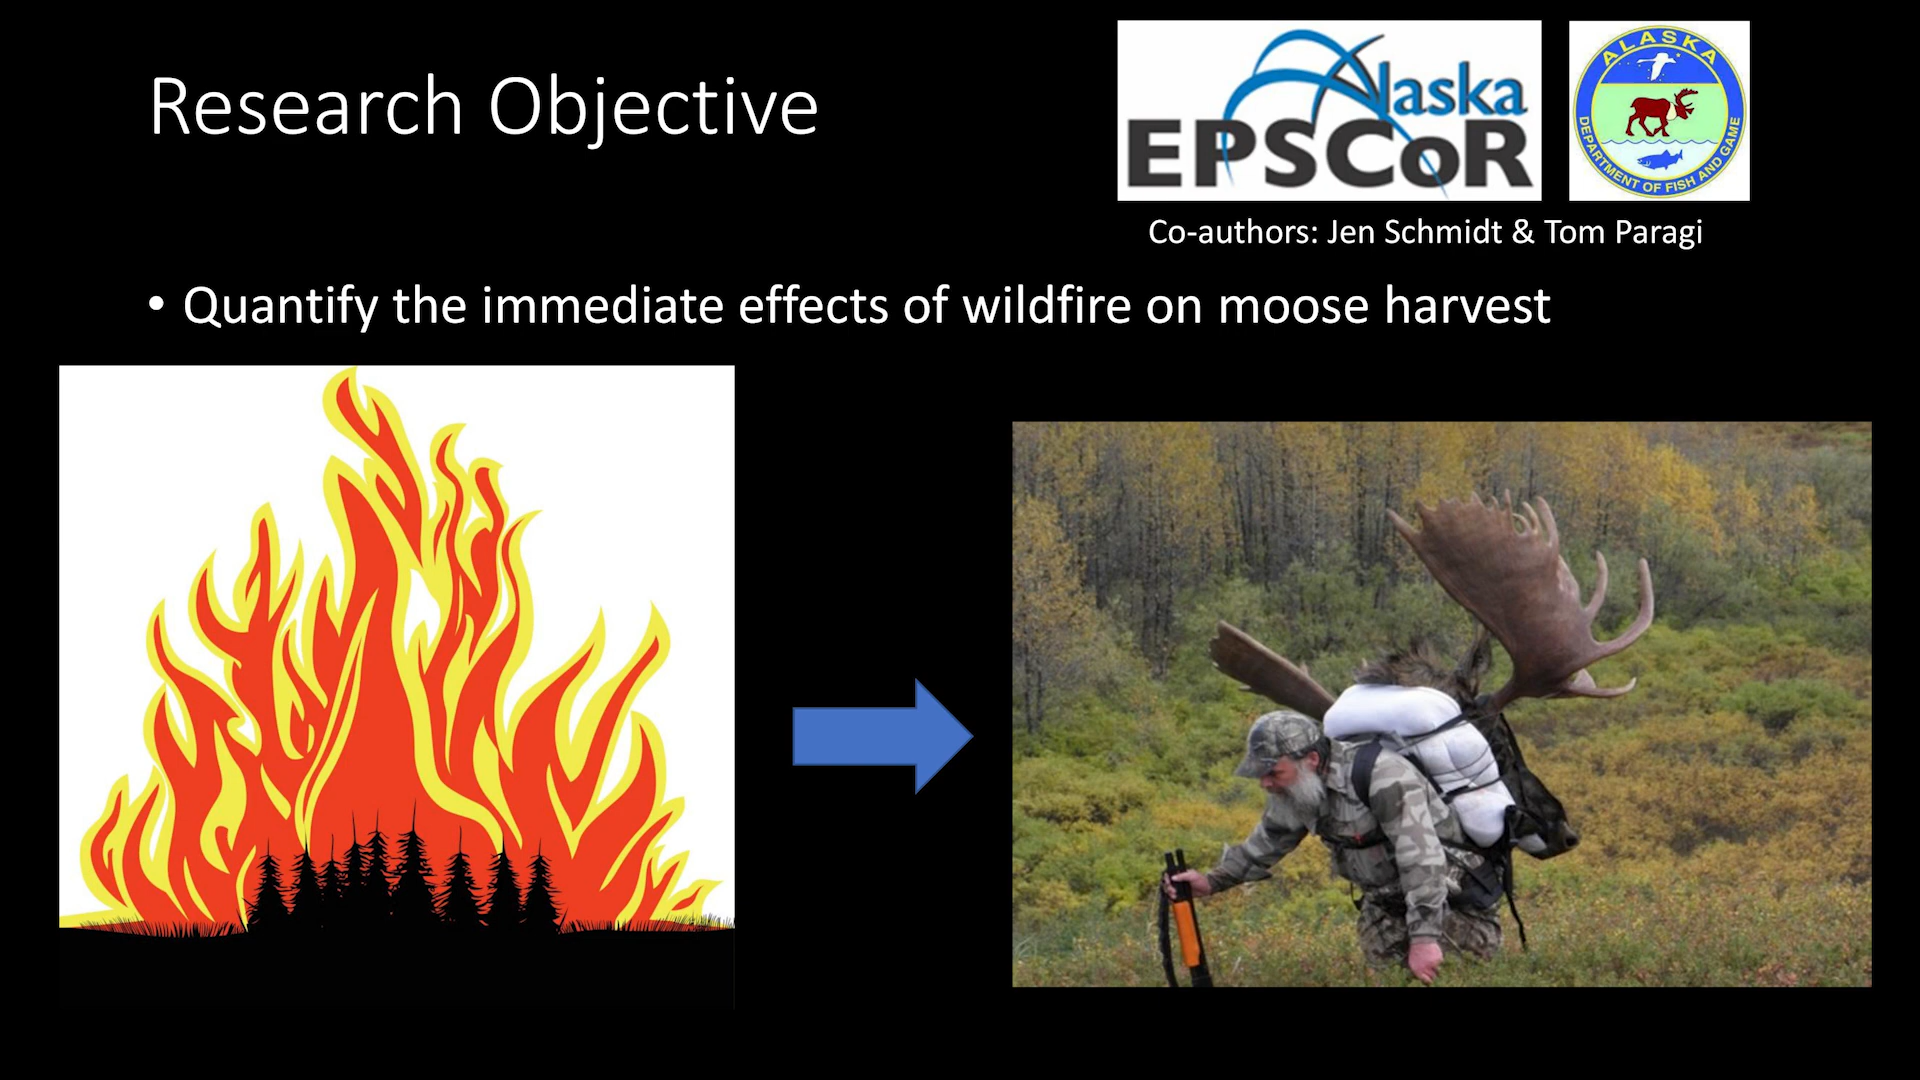 Research Objective
Alaska
EPSCoR
ALASKA
DEPARTMENT OF FISH AND GAME
Co-authors: Jen Schmidt & Tom Paragi
• Quantify the immediate effects of wildfire on moose harvest